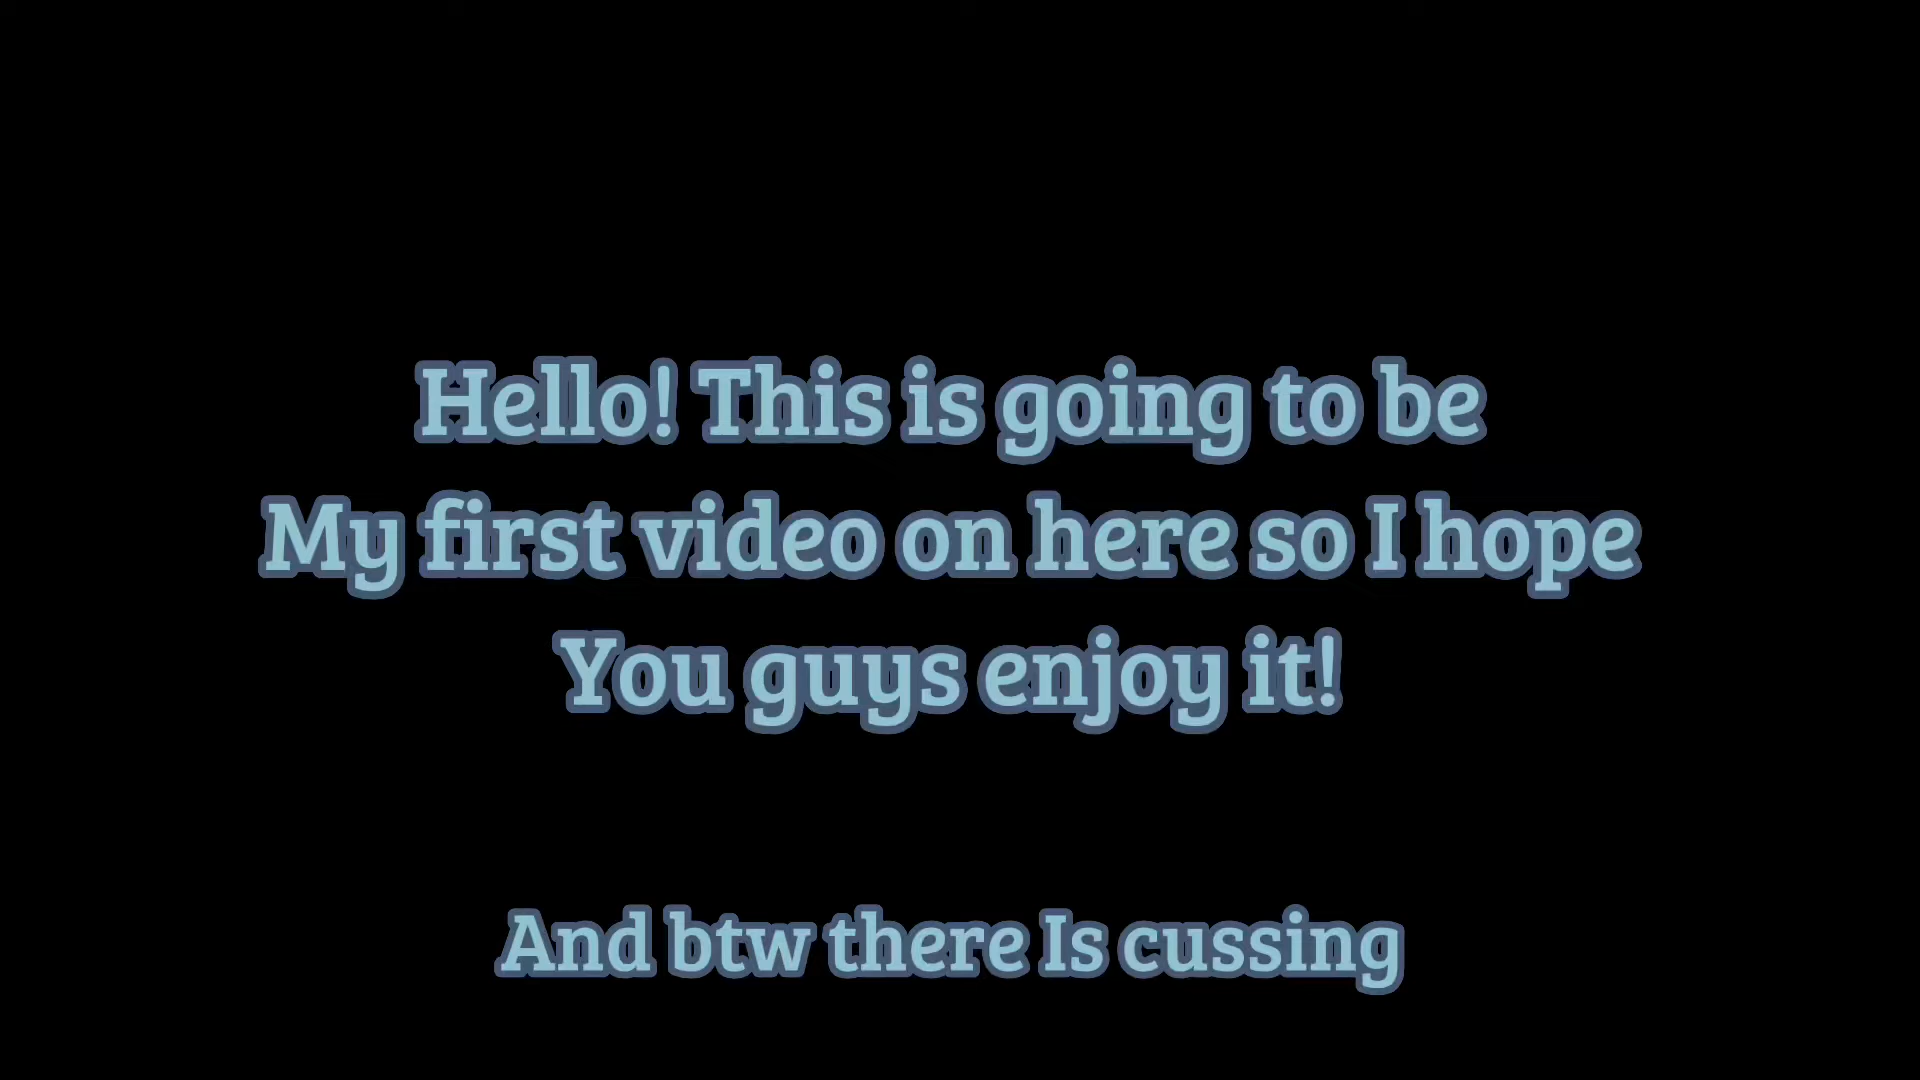 Hello! This is going to be
My first video on here so I hope
You guys enjoy it!
And btw there Is cussing